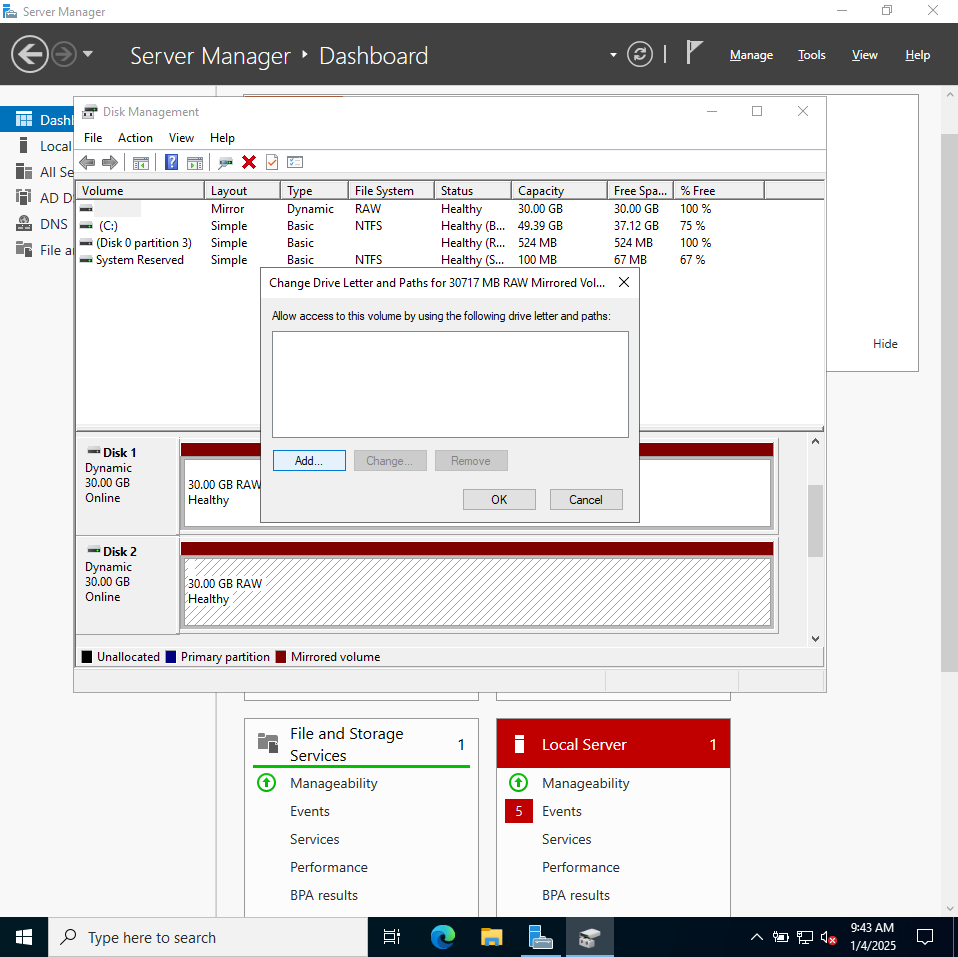 Server Manager
Server Manager Dashboard
Manage Tools View Help
Dashb
Local
All Se
AD D
DNS
File a
Hide
Disk Management
File Action View Help
Volume Layout Type File System Status Capacity Free Spa... % Free
Mirror Dynamic RAW Healthy 30.00 GB 30.00 GB 100 %
(C:) Simple Basic NTFS Healthy (B... 49.39 GB 37.12 GB 75 %
(Disk 0 partition 3) Simple Basic Healthy (R... 524 MB 524 MB 100 %
System Reserved Simple Basic NTFS Healthy (S... 100 MB 67 MB 67 %
Change Drive Letter and Paths for 30717 MB RAW Mirrored Vol...
Allow access to this volume by using the following drive letter and paths:
Add... Change... Remove
OK Cancel
Disk 1
Dynamic
30.00 GB
Online
30.00 GB RAW
Healthy
Disk 2
Dynamic
30.00 GB
Online
30.00 GB RAW
Healthy
Unallocated Primary partition Mirrored volume
File and Storage
Services 1
Manageability
Events
Services
Performance
BPA results
Local Server 1
Manageability
5 Events
Services
Performance
BPA results
Type here to search
9:43 AM
1/4/2025